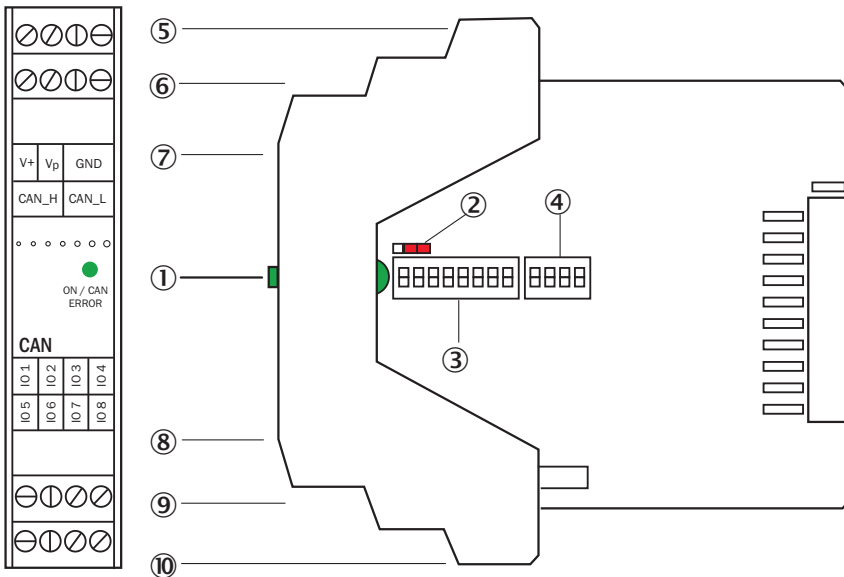 ⑤
⑥
⑦
V+ Vp GND
CAN_H CAN_L
②
④
①
ON / CAN
ERROR
③
CAN
IO 1 IO 2 IO 3 IO 4
IO 5 IO 6 IO 7 IO 8
⑧
⑨
⑩